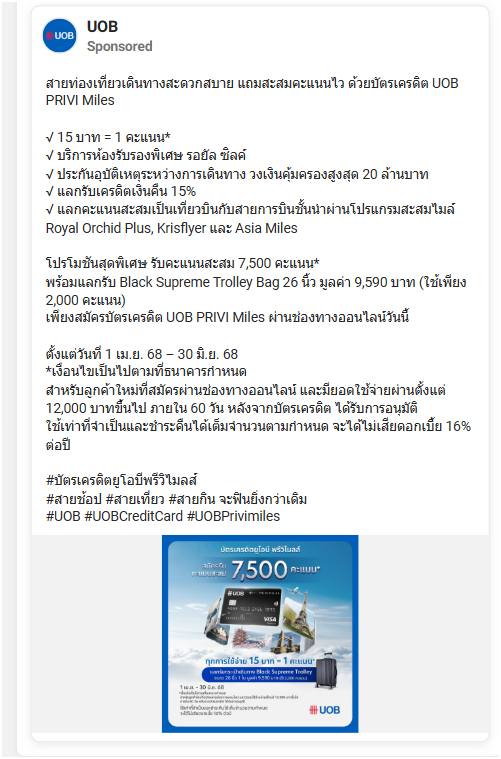 UOB
Sponsored
สายท่องเที่ยวเดินทางสะดวกสบาย แถมสะสมคะแนนไว ด้วยบัตรเครดิต UOB
PRIVI Miles
√ 15 บาท = 1 คะแนน*
√ บริการห้องรับรองพิเศษ รอยัล ซิลค์
√ ประกันอุบัติเหตุระหว่างการเดินทาง วงเงินคุ้มครองสูงสุด 20 ล้านบาท
√ แลกรับเครดิตเงินคืน 15%
√ แลกคะแนนสะสมเป็นเที่ยวบินกับสายการบินชั้นนำผ่านโปรแกรมสะสมไมล์
Royal Orchid Plus, Krisflyer และ Asia Miles
โปรโมชันสุดพิเศษ รับคะแนนสะสม 7,500 คะแนน*
พร้อมแลกรับ Black Supreme Trolley Bag 26 นิ้ว มูลค่า 9,590 บาท (ใช้เพียง
2,000 คะแนน)
เพียงสมัครบัตรเครดิต UOB PRIVI Miles ผ่านช่องทางออนไลน์วันนี้
ตั้งแต่วันที่ 1 เม.ย. 68 – 30 มิ.ย. 68
*เงื่อนไขเป็นไปตามที่ธนาคารกำหนด
สำหรับลูกค้าใหม่ที่สมัครผ่านช่องทางออนไลน์ และมียอดใช้จ่ายผ่านตั้งแต่
12,000 บาทขึ้นไป ภายใน 60 วัน หลังจากบัตรเครดิต ได้รับการอนุมัติ
ใช้เท่าที่จำเป็นและชำระคืนได้เต็มจำนวนตามกำหนด จะได้ไม่เสียดอกเบี้ย 16%
ต่อปี
#บัตรเครดิตยูโอบีพรีวิไมลส์
#สายช้อป #สายเที่ยว #สายกิน จะฟินยิ่งกว่าเดิม
#UOB #UOBCreditCard #UOBPrivimiles
บัตรเครดิตยูโอบี พรีวิไมลส์
7,500 คะแนน*
UOB
VISA
ทุกการใช้จ่าย 15 บาท = 1 คะแนน*
แลกรับกระเป๋าเดินทาง Black Supreme Trolley
1 เม.ย. - 30 มิ.ย. 68
UOB